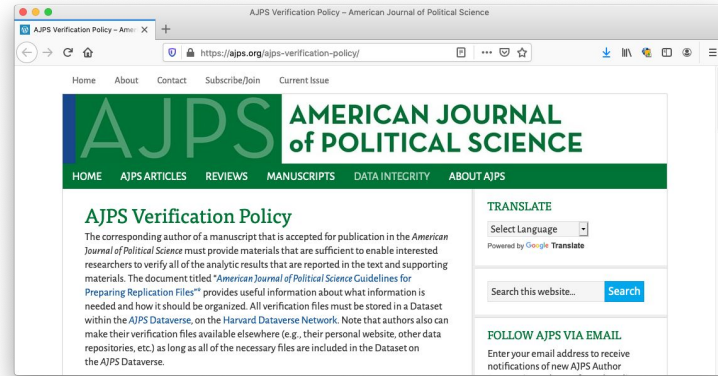 AJPS Verification Policy – American Journal of Political Science
AJPS Verification Policy – Amer
https://ajps.org/ajps-verification-policy/
Home About Contact Subscribe/Join Current Issue
AJPS
AMERICAN JOURNAL
of POLITICAL SCIENCE
HOME AJPS ARTICLES REVIEWS MANUSCRIPTS DATA INTEGRITY ABOUT AJPS
AJPS Verification Policy
The corresponding author of a manuscript that is accepted for publication in the American
Journal of Political Science must provide materials that are sufficient to enable interested
researchers to verify all of the analytic results that are reported in the text and supporting
materials. The document titled "American Journal of Political Science Guidelines for
Preparing Replication Files"" provides useful information about what information is
needed and how it should be organized. All verification files must be stored in a Dataset
within the AJPS Dataverse, on the Harvard Dataverse Network. Note that authors also can
make their verification files available elsewhere (e.g., their personal website, other data
repositories, etc.) as long as all of the necessary files are included in the Dataset on
the AJPS Dataverse.
TRANSLATE
Select Language
Powered by Google Translate
Search this website... Search
FOLLOW AJPS VIA EMAIL
Enter your email address to receive
notifications of new AJPS Author